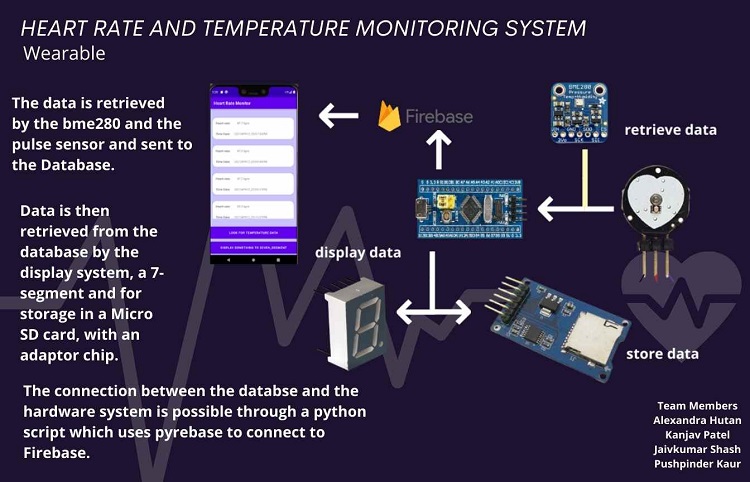 HEART RATE AND TEMPERATURE MONITORING SYSTEM
Wearable
The data is retrieved
by the bme280 and the
pulse sensor and sent to
the Database.
Data is then
retrieved from the
database by the
display system, a 7-
segment and for
storage in a Micro
SD card, with an
adaptor chip.
The connection between the databse and the
hardware system is possible through a python
script which uses pyrebase to connect to
Firebase.
Heart Rate Monitor
LOOK FOR TEMPERATURE DATA
DISPLAY SOMETHING TO SEVEN_SEGMENT
Firebase
BME280
Pressure
retrieve data
display data
store data
Team Members
Alexandra Hutan
Kanjav Patel
Jaivkumar Shash
Pushpinder Kaur